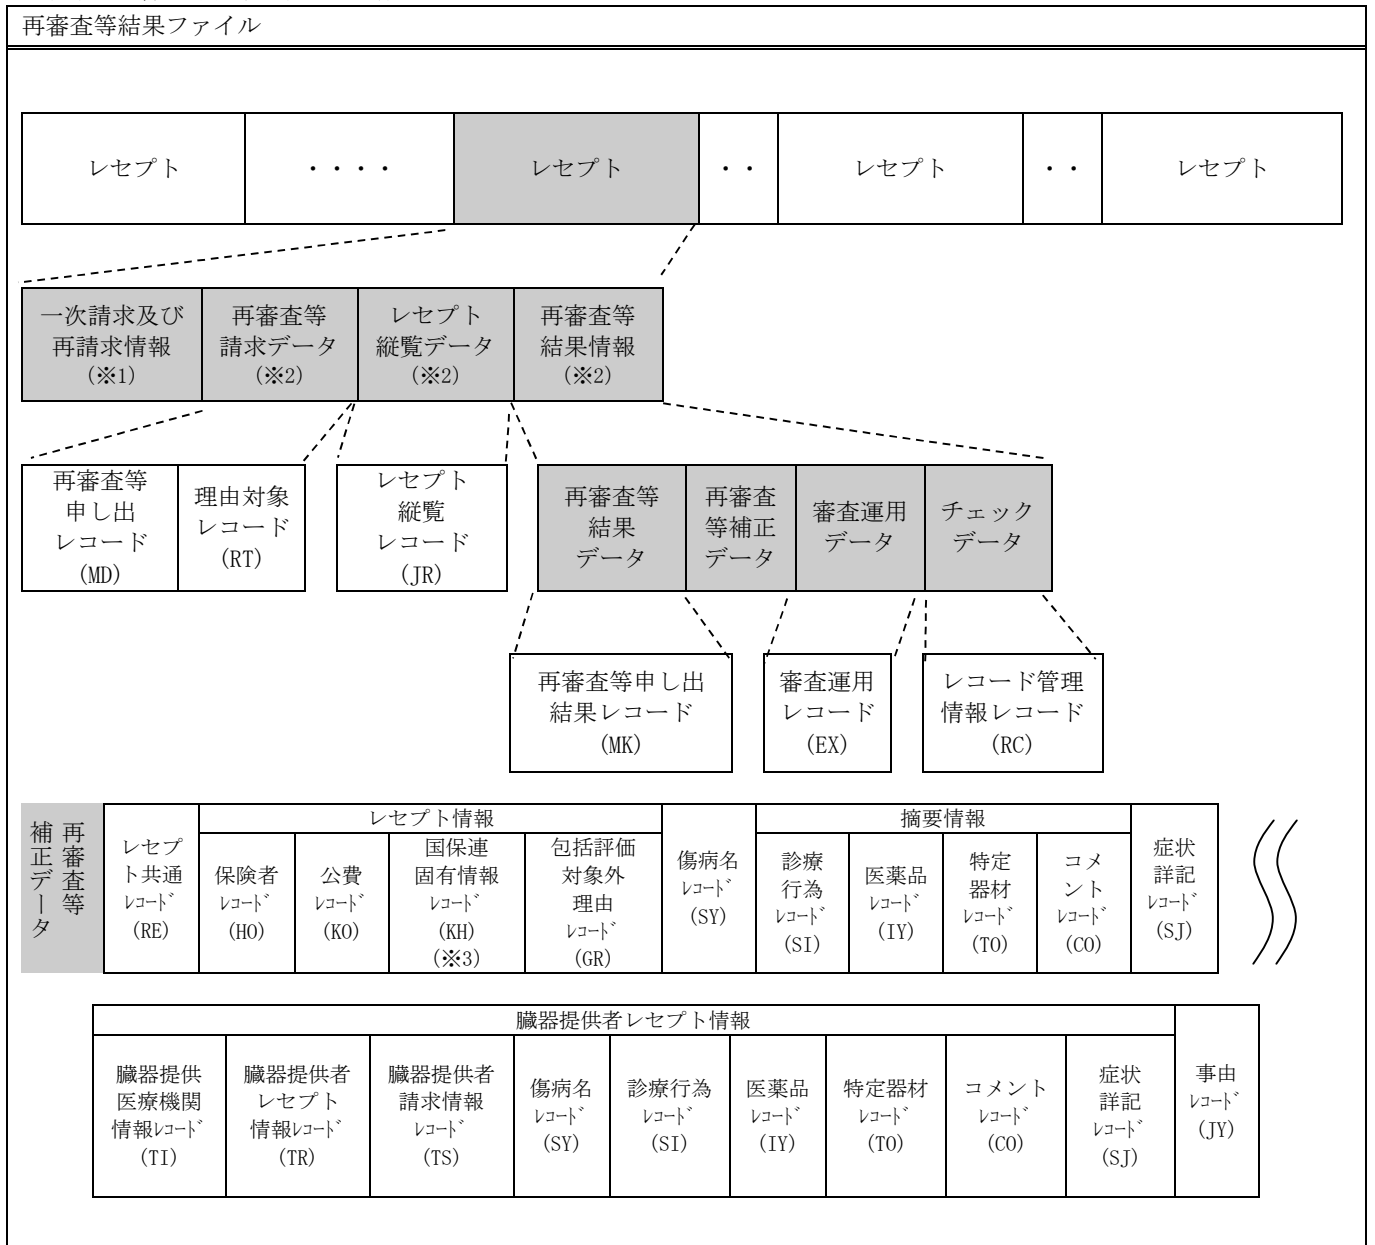 再審査等結果ファイル
レセプト
・・・・
レセプト
・・
レセプト
・・
レセプト
一次請求及び
再請求情報
(※1)
再審査等
請求データ
(※2)
レセプト
縦覧データ
(※2)
再審査等
結果情報
(※2)
再審査等
申し出
レコード
(MD)
理由対象
レコード
(RT)
レセプト
縦覧
レコード
(JR)
再審査等
結果
データ
再審査
等補正
データ
審査運用
データ
チェック
データ
再審査等申し出
結果レコード
(MK)
審査運用
レコード
(EX)
レコード管理
情報レコード
(RC)
再審査等
補正データ
レセプ
ト共通
ﾚｺｰﾄﾞ
(RE)
レセプト情報
保険者
ﾚｺｰﾄﾞ
(HO)
公費
ﾚｺｰﾄﾞ
(KO)
国保連
固有情報
ﾚｺｰﾄﾞ
(KH)
(※3)
包括評価
対象外
理由
ﾚｺｰﾄﾞ
(GR)
傷病名
ﾚｺｰﾄﾞ
(SY)
摘要情報
診療
行為
ﾚｺｰﾄﾞ
(SI)
医薬品
ﾚｺｰﾄﾞ
(IY)
特定
器材
ﾚｺｰﾄﾞ
(TO)
コメ
ント
ﾚｺｰﾄﾞ
(CO)
症状
詳記
ﾚｺｰﾄﾞ
(SJ)
臓器提供者レセプト情報
臓器提供
医療機関
情報ﾚｺｰﾄﾞ
(TI)
臓器提供者
レセプト
情報ﾚｺｰﾄﾞ
(TR)
臓器提供者
請求情報
ﾚｺｰﾄﾞ
(TS)
傷病名
ﾚｺｰﾄﾞ
(SY)
診療行為
ﾚｺｰﾄﾞ
(SI)
医薬品
ﾚｺｰﾄﾞ
(IY)
特定器材
ﾚｺｰﾄﾞ
(TO)
コメント
ﾚｺｰﾄﾞ
(CO)
症状
詳記
ﾚｺｰﾄﾞ
(SJ)
事由
ﾚｺｰﾄﾞ
(JY)